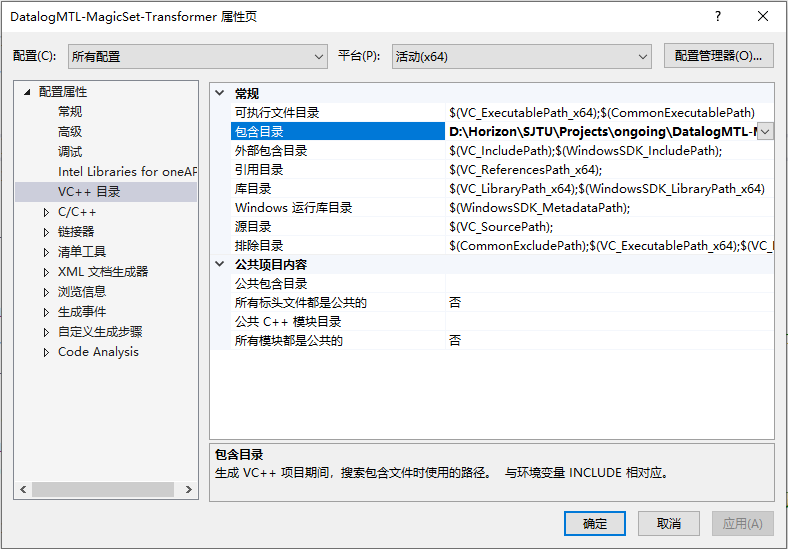 DatalogMTL-MagicSet-Transformer 属性页
配置(C): 所有配置 平台(P): 活动(x64) 配置管理器(O)...
配置属性
常规
高级
调试
Intel Libraries for oneAP
VC++ 目录
C/C++
链接器
清单工具
XML 文档生成器
浏览信息
生成事件
自定义生成步骤
Code Analysis
常规
可执行文件目录 $(VC_ExecutablePath_x64);$(CommonExecutablePath)
包含目录 D:\Horizon\SJTU\Projects\ongoing\DatalogMTL-M
外部包含目录 $(VC_IncludePath);$(WindowsSDK_IncludePath);
引用目录 $(VC_ReferencesPath_x64);
库目录 $(VC_LibraryPath_x64);$(WindowsSDK_LibraryPath_x64)
Windows 运行库目录 $(WindowsSDK_MetadataPath);
源目录 $(VC_SourcePath);
排除目录 $(CommonExcludePath);$(VC_ExecutablePath_x64);$(VC_
公共项目内容
公共包含目录
所有标头文件都是公共的 否
公共 C++ 模块目录
所有模块都是公共的 否
包含目录
生成 VC++ 项目期间，搜索包含文件时使用的路径。 与环境变量 INCLUDE 相对应。
确定 取消 应用(A)